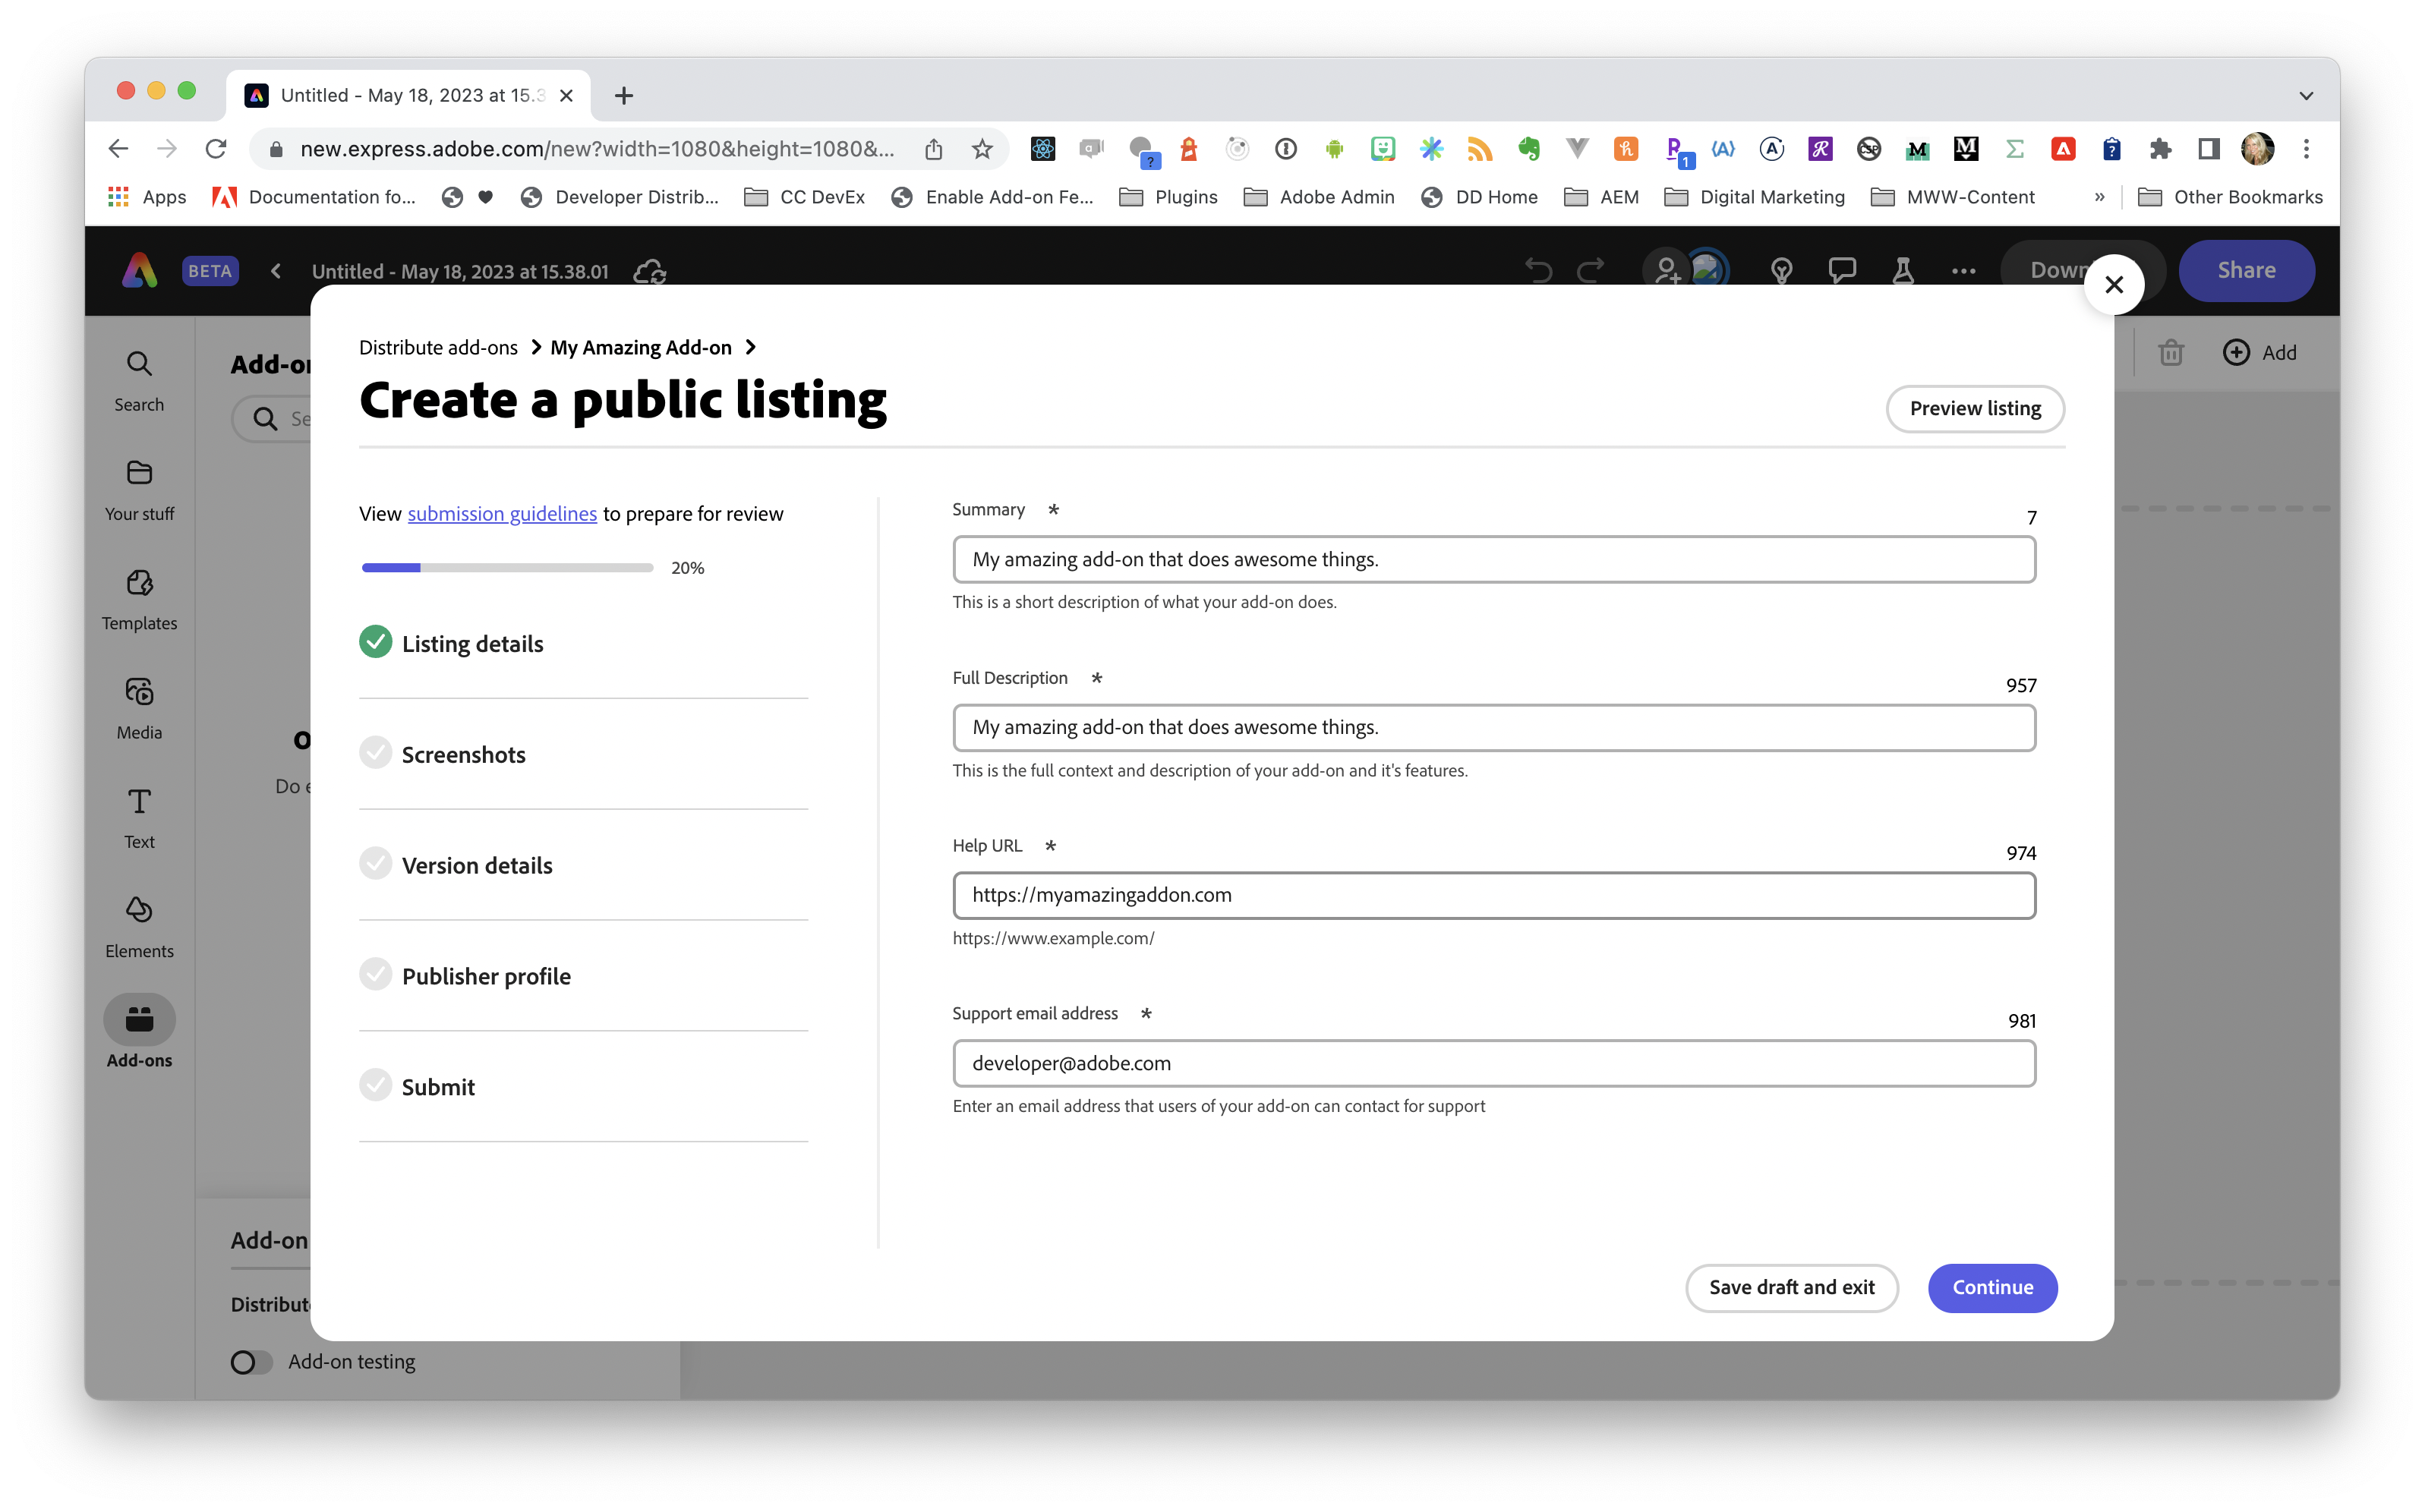 Untitled - May 18, 2023 at 15.3
new.express.adobe.com/new?width=1080&height=1080&...
Apps
Documentation fo...
Developer Distrib...
CC DevEx
Enable Add-on Fe...
Plugins
Adobe Admin
DD Home
AEM
Digital Marketing
MWW-Content
»
Other Bookmarks
BETA
Untitled - May 18, 2023 at 15.38.01
Down
Share
Add
Search
Your stuff
Templates
Media
Text
Elements
Add-ons
Add-o
Se
Do e
Add-on
Distribut
Add-on testing
Distribute add-ons > My Amazing Add-on >
Create a public listing
Preview listing
View submission guidelines to prepare for review
20%
Listing details
Screenshots
Version details
Publisher profile
Submit
Summary *
7
My amazing add-on that does awesome things.
This is a short description of what your add-on does.
Full Description *
957
My amazing add-on that does awesome things.
This is the full context and description of your add-on and it's features.
Help URL *
974
https://myamazingaddon.com
https://www.example.com/
Support email address *
981
developer@adobe.com
Enter an email address that users of your add-on can contact for support
Save draft and exit
Continue